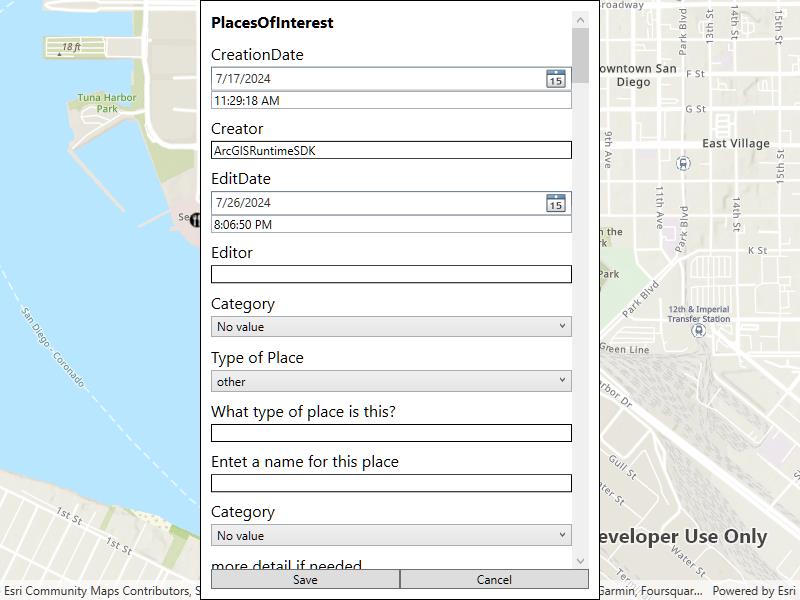 PlacesOfInterest
CreationDate
7/17/2024
15
11:29:18 AM
Creator
ArcGISRuntimeSDK
EditDate
7/26/2024
15
8:06:50 PM
Editor
Category
No value
Type of Place
other
What type of place is this?
Entet a name for this place
Category
No value
more detail if needed
Save
Cancel
18 ft
Tuna Harbor
Park
Se
San Diego - Coronado
1st St
1st St
roadway
Park Blvd
13th St
14th St
15th St
owntown San
Diego
F St
G St
East Village
9th Ave
15th St
11th Ave
Park Blvd
14th St
K St
n the
rk
Park
Park Blvd
12th & Imperial
Transfer Station
Green Line
rbor Dr
Gull St
ater St
Water St
Term
eveloper Use Only
Esri Community Maps Contributors, S
Garmin, Foursquar...
Powered by Esri